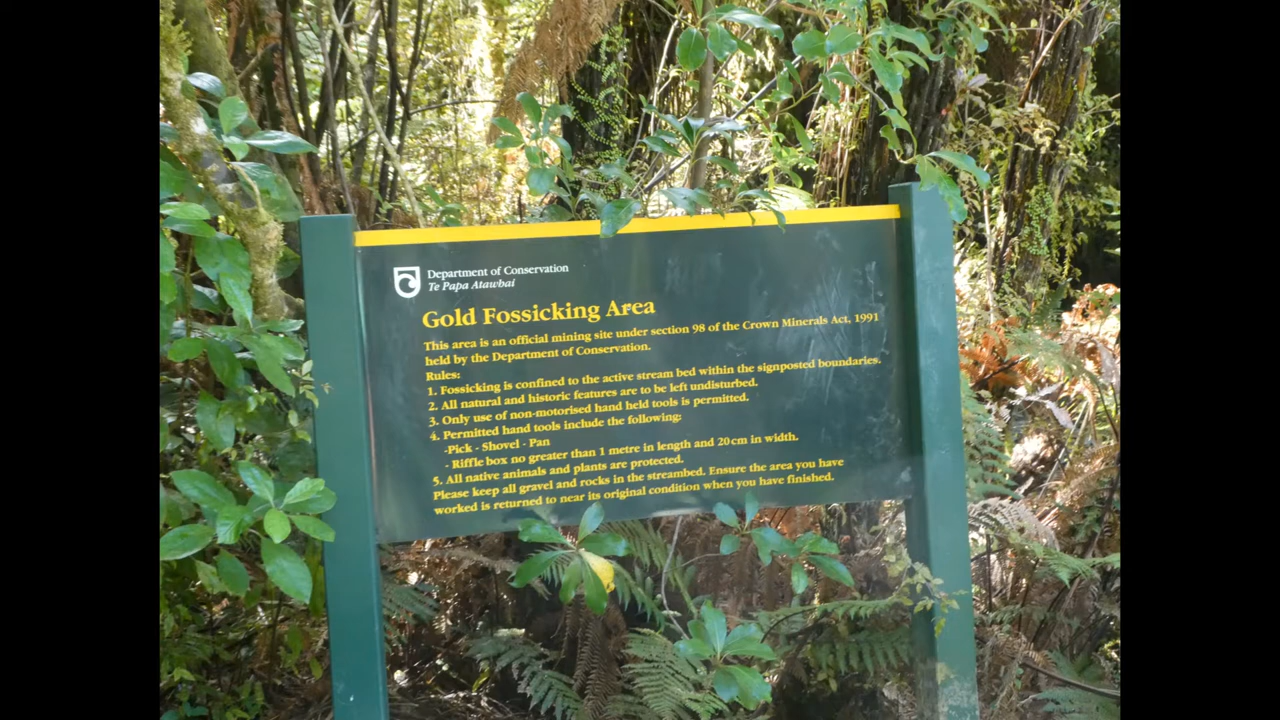 Department of Conservation
Te Papa Atawhai
Gold Fossicking Area
This area is an official mining site under section 98 of the Crown Minerals Act, 1991
held by the Department of Conservation.
Rules:
1. Fossicking is confined to the active stream bed within the signposted boundaries.
2. All natural and historic features are to be left undisturbed.
3. Only use of non-motorised hand held tools is permitted.
4. Permitted hand tools include the following:
-Pick - Shovel - Pan
- Riffle box no greater than 1 metre in length and 20 cm in width.
5. All native animals and plants are protected.
Please keep all gravel and rocks in the streambed. Ensure the area you have
worked is returned to near its original condition when you have finished.